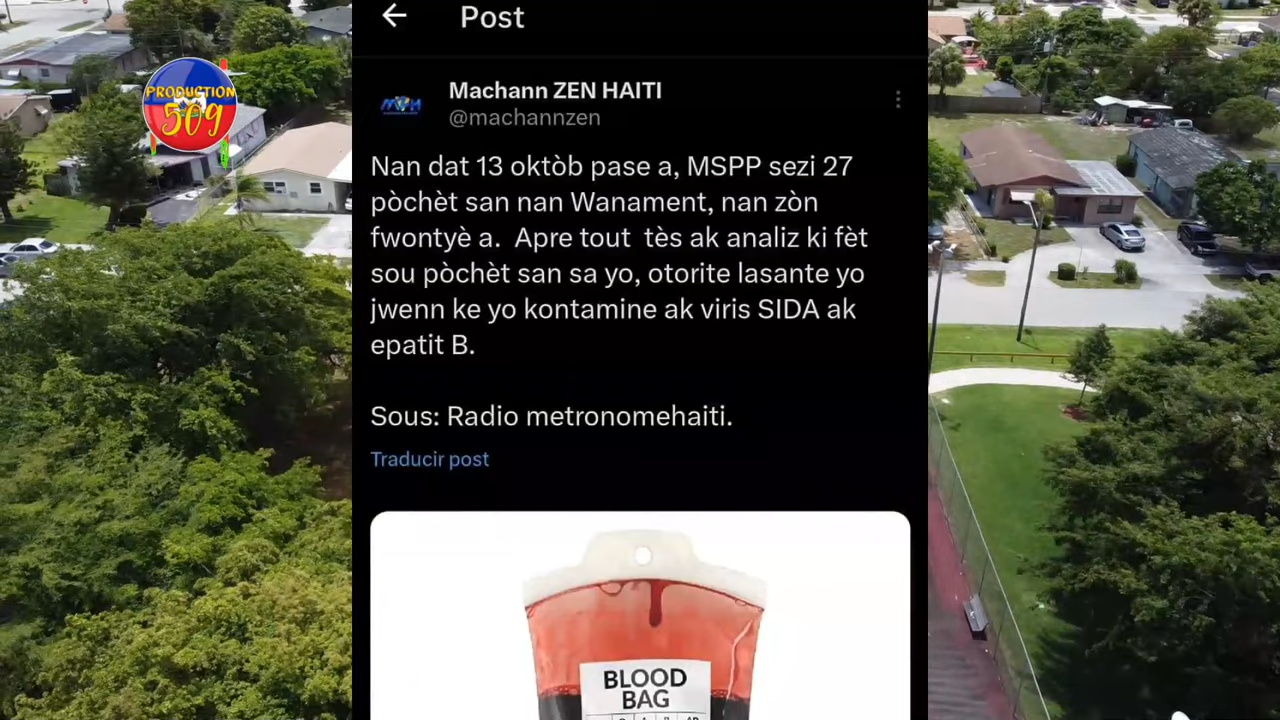 Post
Machann ZEN HAITI
@machannzen
PRODUCTION
509
Nan dat 13 oktòb pase a, MSPP sezi 27
pòchèt san nan Wanament, nan zòn
fwontyè a.  Apre tout  tès ak analiz ki fèt
sou pòchèt san sa yo, otorite lasante yo
jwenn ke yo kontamine ak viris SIDA ak
epatit B.
Sous: Radio metronomehaiti.
Traducir post
BLOOD
BAG